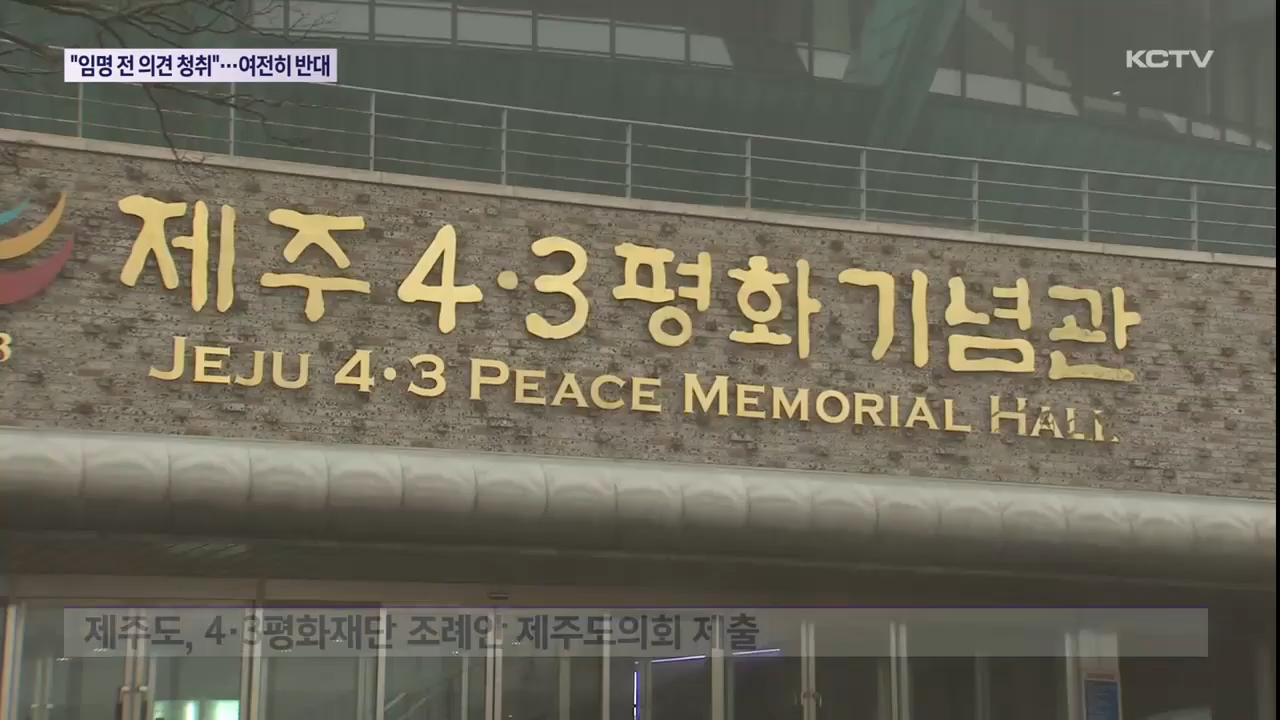 "임명 전 의견 청취"…여전히 반대
KCTV
제주4·3평화기념관
3
JEJU 4·3 PEACE MEMORIAL HALL
제주도, 4·3평화재단 조례안 제주도의회 제출